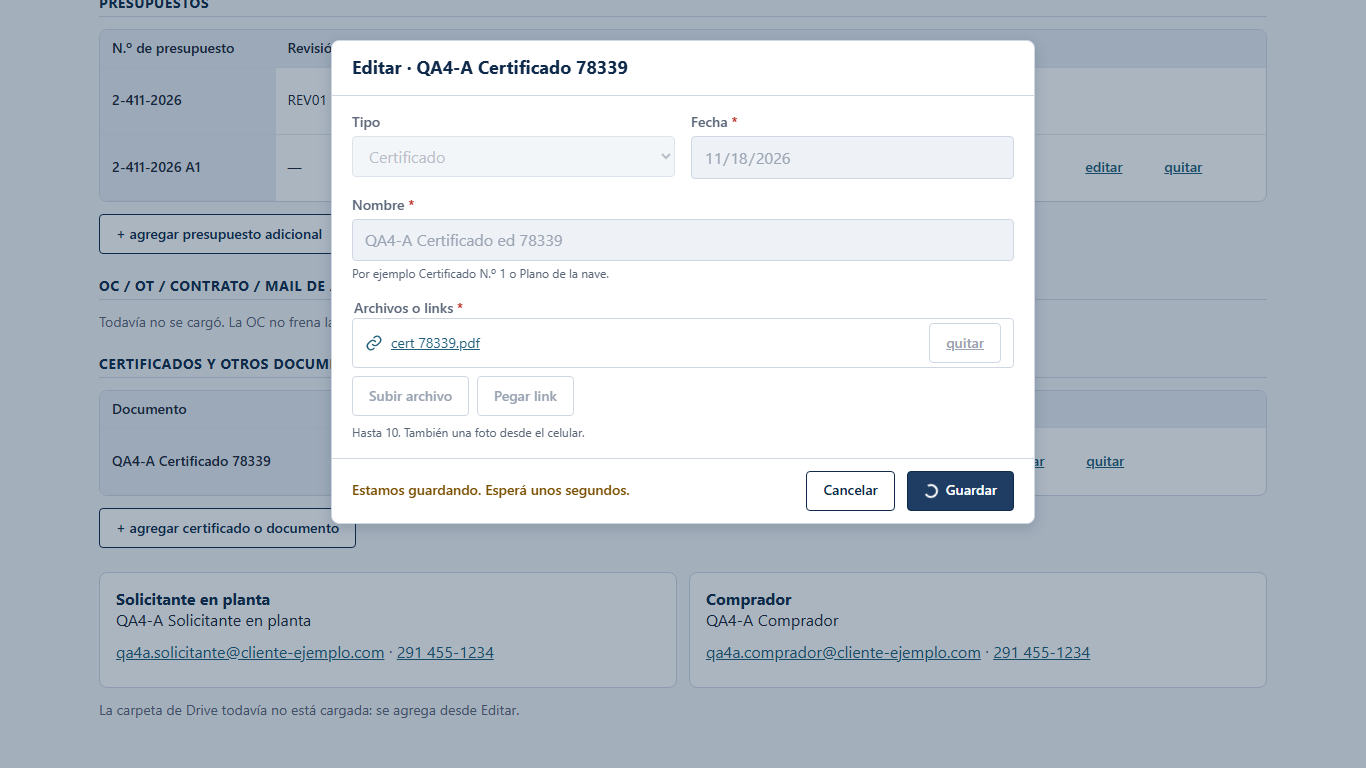 PRESUPUESTOS
N.º de presupuesto Revisió
2-411-2026 REV01
2-411-2026 A1 — editar quitar
+ agregar presupuesto adicional
OC / OT / CONTRATO / MAIL DE
Todavía no se cargó. La OC no frena
CERTIFICADOS Y OTROS DOCUM
Documento
QA4-A Certificado 78339 quitar
+ agregar certificado o documento
Editar · QA4-A Certificado 78339
Tipo Fecha *
Certificado 11/18/2026
Nombre *
QA4-A Certificado ed 78339
Por ejemplo Certificado N.º 1 o Plano de la nave.
Archivos o links *
cert 78339.pdf quitar
Subir archivo Pegar link
Hasta 10. También una foto desde el celular.
Estamos guardando. Esperá unos segundos. Cancelar Guardar
Solicitante en planta
QA4-A Solicitante en planta
qa4a.solicitante@cliente-ejemplo.com · 291 455-1234
Comprador
QA4-A Comprador
qa4a.comprador@cliente-ejemplo.com · 291 455-1234
La carpeta de Drive todavía no está cargada: se agrega desde Editar.